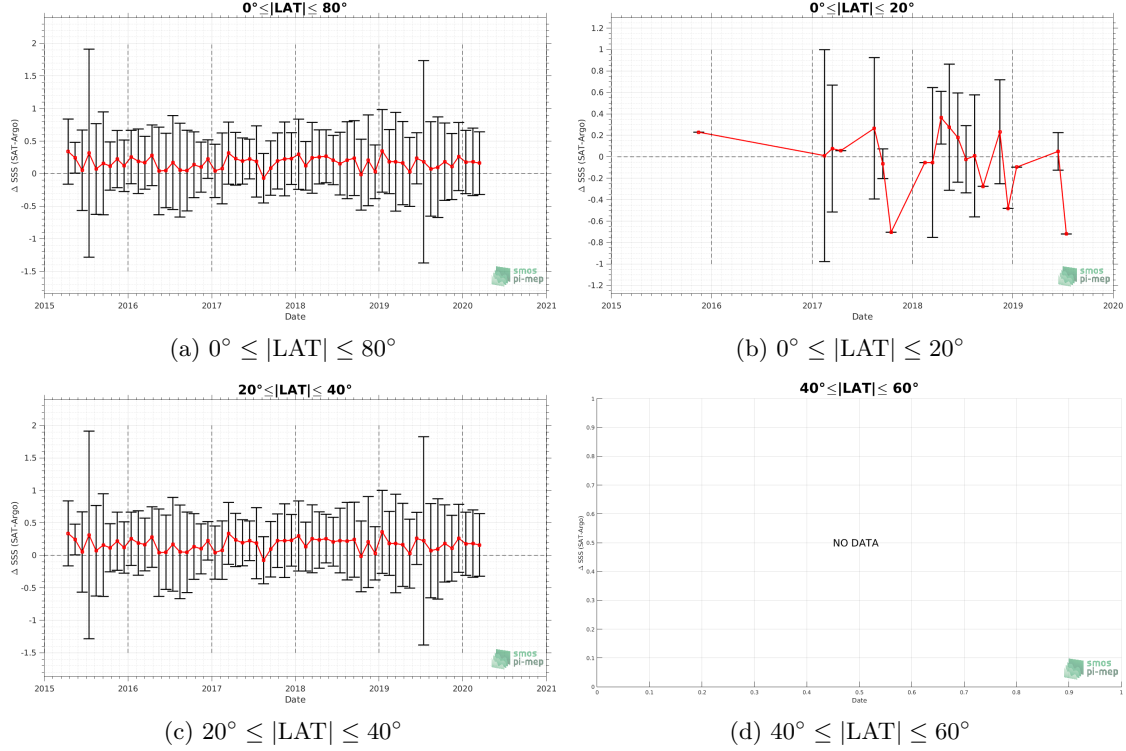 0°≤|LAT|≤ 80°
Δ SSS (SAT-Argo)
2
1.5
1
0.5
0
-0.5
-1
-1.5
2015 2016 2017 2018 2019 2020 2021
Date
smos
pi-mep
(a) 0° ≤ |LAT| ≤ 80°
0°≤|LAT|≤ 20°
Δ SSS (SAT-Argo)
1.2
1
0.8
0.6
0.4
0.2
0
-0.2
-0.4
-0.6
-0.8
-1
-1.2
2015 2016 2017 2018 2019 2020
Date
smos
pi-mep
(b) 0° ≤ |LAT| ≤ 20°
20°≤|LAT|≤ 40°
Δ SSS (SAT-Argo)
2
1.5
1
0.5
0
-0.5
-1
-1.5
2015 2016 2017 2018 2019 2020 2021
Date
smos
pi-mep
(c) 20° ≤ |LAT| ≤ 40°
40°≤|LAT|≤ 60°
Δ SSS (SAT-Argo)
1
0.9
0.8
0.7
0.6
0.5
0.4
0.3
0.2
0.1
0
NO DATA
0 0.1 0.2 0.3 0.4 0.5 0.6 0.7 0.8 0.9 1
Date
smos
pi-mep
(d) 40° ≤ |LAT| ≤ 60°